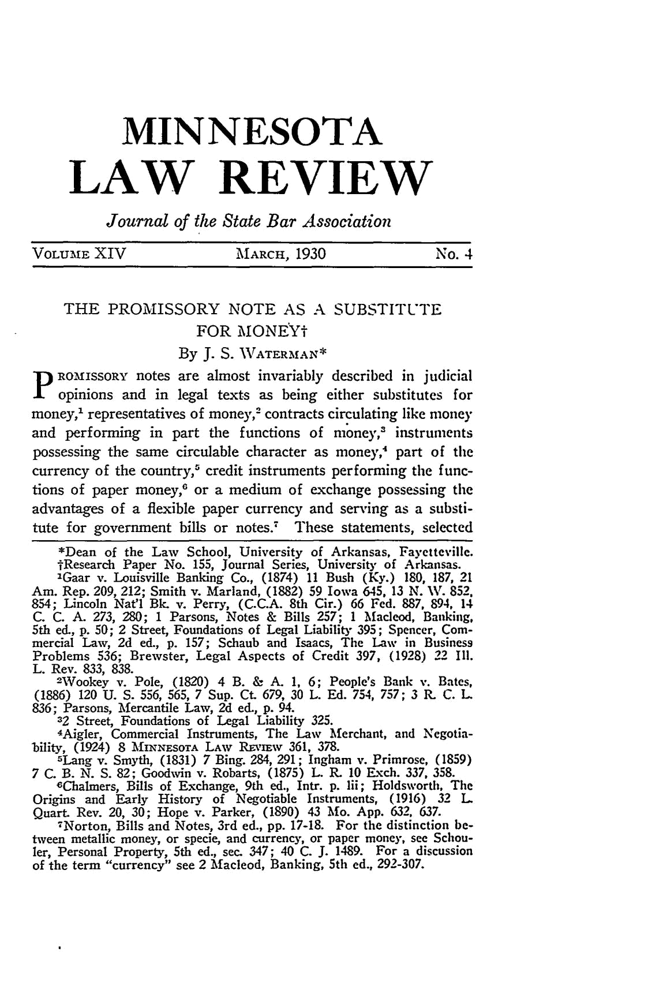 MINNESOTA
LAW REVIEW
Journal of the State Bar Association
VOLUME XIV MARCH, 1930 No. 4
THE PROMISSORY NOTE AS A SUBSTITUTE
FOR MONEY†
By J. S. WATERMAN*
PROMISSORY notes are almost invariably described in judicial
opinions and in legal texts as being either substitutes for
money,¹ representatives of money,² contracts circulating like money
and performing in part the functions of money,³ instruments
possessing the same circulable character as money,⁴ part of the
currency of the country,⁵ credit instruments performing the func-
tions of paper money,⁶ or a medium of exchange possessing the
advantages of a flexible paper currency and serving as a substi-
tute for government bills or notes.⁷ These statements, selected
*Dean of the Law School, University of Arkansas, Fayetteville.
†Research Paper No. 155, Journal Series, University of Arkansas.
¹Gaar v. Louisville Banking Co., (1874) 11 Bush (Ky.) 180, 187, 21
Am. Rep. 209, 212; Smith v. Marland, (1882) 59 Iowa 645, 13 N. W. 852,
854; Lincoln Nat'l Bk. v. Perry, (C.C.A. 8th Cir.) 66 Fed. 887, 894, 14
C. C. A. 273, 280; 1 Parsons, Notes & Bills 257; 1 Macleod, Banking,
5th ed., p. 50; 2 Street, Foundations of Legal Liability 395; Spencer, Com-
mercial Law, 2d ed., p. 157; Schaub and Isaacs, The Law in Business
Problems 536; Brewster, Legal Aspects of Credit 397, (1928) 22 Ill.
L. Rev. 833, 838.
²Wookey v. Pole, (1820) 4 B. & A. 1, 6; People's Bank v. Bates,
(1886) 120 U. S. 556, 565, 7 Sup. Ct. 679, 30 L. Ed. 754, 757; 3 R. C. L.
836; Parsons, Mercantile Law, 2d ed., p. 94.
³2 Street, Foundations of Legal Liability 325.
⁴Aigler, Commercial Instruments, The Law Merchant, and Negotia-
bility, (1924) 8 MINNESOTA LAW REVIEW 361, 378.
⁵Lang v. Smyth, (1831) 7 Bing. 284, 291; Ingham v. Primrose, (1859)
7 C. B. N. S. 82; Goodwin v. Robarts, (1875) L. R. 10 Exch. 337, 358.
⁶Chalmers, Bills of Exchange, 9th ed., Intr. p. lii; Holdsworth, The
Origins and Early History of Negotiable Instruments, (1916) 32 L.
Quart. Rev. 20, 30; Hope v. Parker, (1890) 43 Mo. App. 632, 637.
⁷Norton, Bills and Notes, 3rd ed., pp. 17-18. For the distinction be-
tween metallic money, or specie, and currency, or paper money, see Schou-
ler, Personal Property, 5th ed., sec. 347; 40 C. J. 1489. For a discussion
of the term “currency” see 2 Macleod, Banking, 5th ed., 292-307.